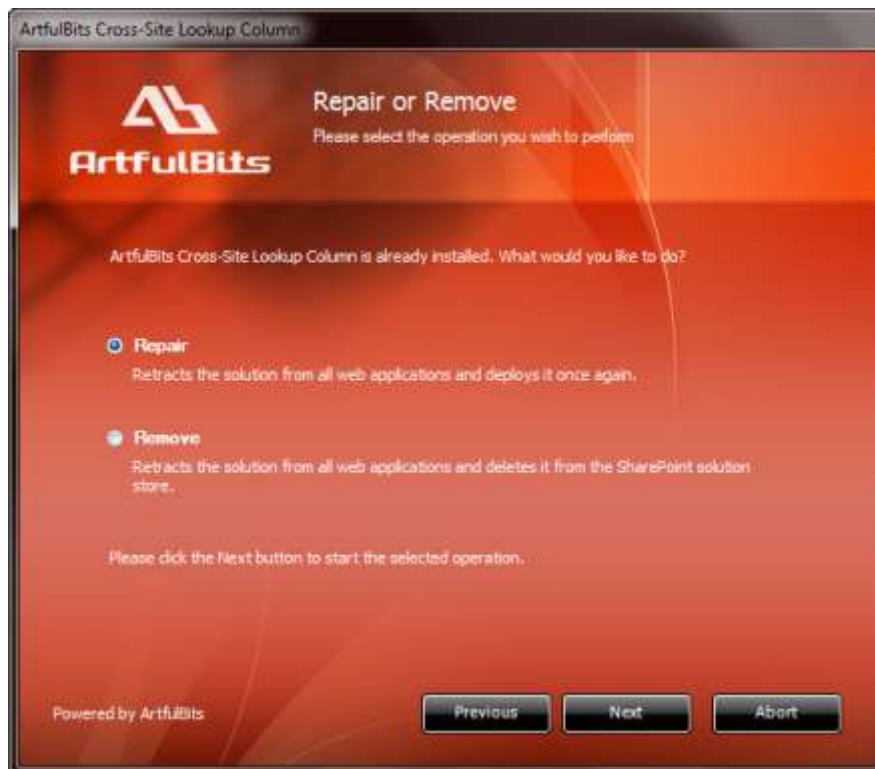 ArtfulBits Cross-Site Lookup Column
ArtfulBits
Repair or Remove
Please select the operation you wish to perform
ArtfulBits Cross-Site Lookup Column is already installed. What would you like to do?
Repair
Retracts the solution from all web applications and deploys it once again.
Remove
Retracts the solution from all web applications and deletes it from the SharePoint solution
store.
Please click the Next button to start the selected operation.
Powered by ArtfulBits
Previous
Next
Abort